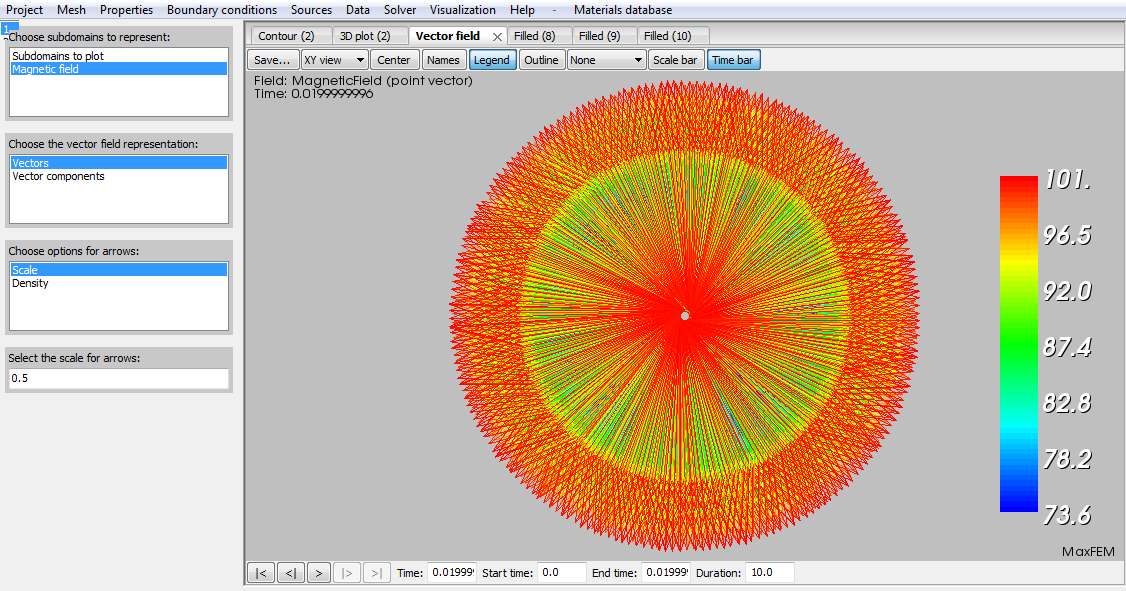 Project Mesh Properties Boundary conditions Sources Data Solver Visualization Help - Materials database
1
Choose subdomains to represent:
Subdomains to plot
Magnetic field
Choose the vector field representation:
Vectors
Vector components
Choose options for arrows:
Scale
Density
Select the scale for arrows:
0.5
Contour (2) 3D plot (2) Vector field Filled (8) Filled (9) Filled (10)
Save... XY view Center Names Legend Outline None Scale bar Time bar
Field: MagneticField (point vector)
Time: 0.0199999996
101.
96.5
92.0
87.4
82.8
78.2
73.6
MaxFEM
|< <| > |> >| Time: 0.01999 Start time: 0.0 End time: 0.01999 Duration: 10.0